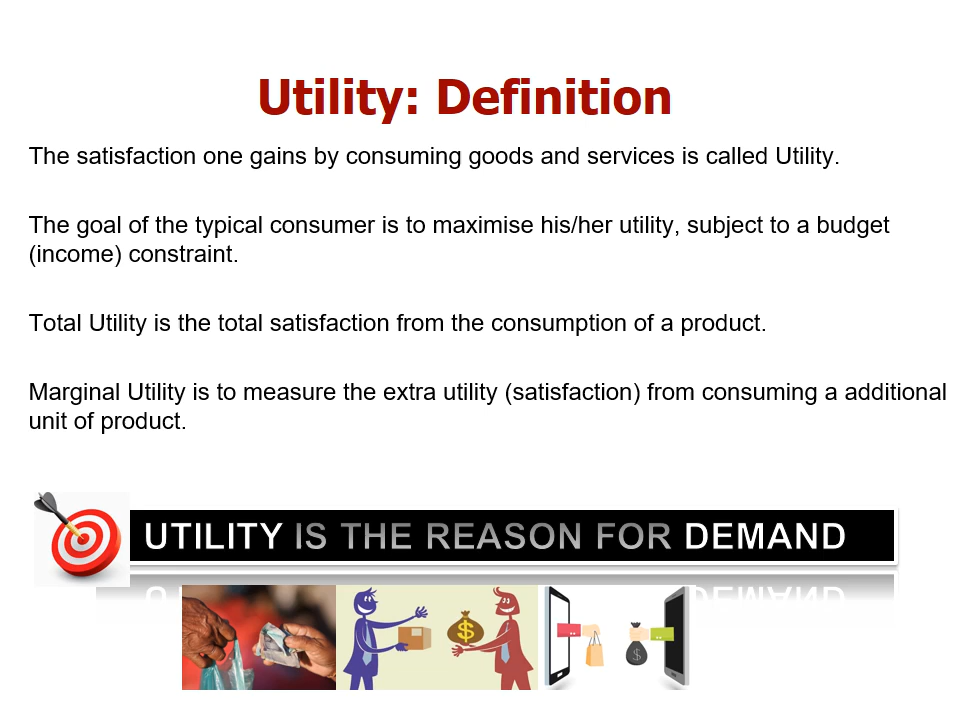 Utility: Definition
The satisfaction one gains by consuming goods and services is called Utility.
The goal of the typical consumer is to maximise his/her utility, subject to a budget
(income) constraint.
Total Utility is the total satisfaction from the consumption of a product.
Marginal Utility is to measure the extra utility (satisfaction) from consuming a additional
unit of product.
UTILITY IS THE REASON FOR DEMAND
$
$